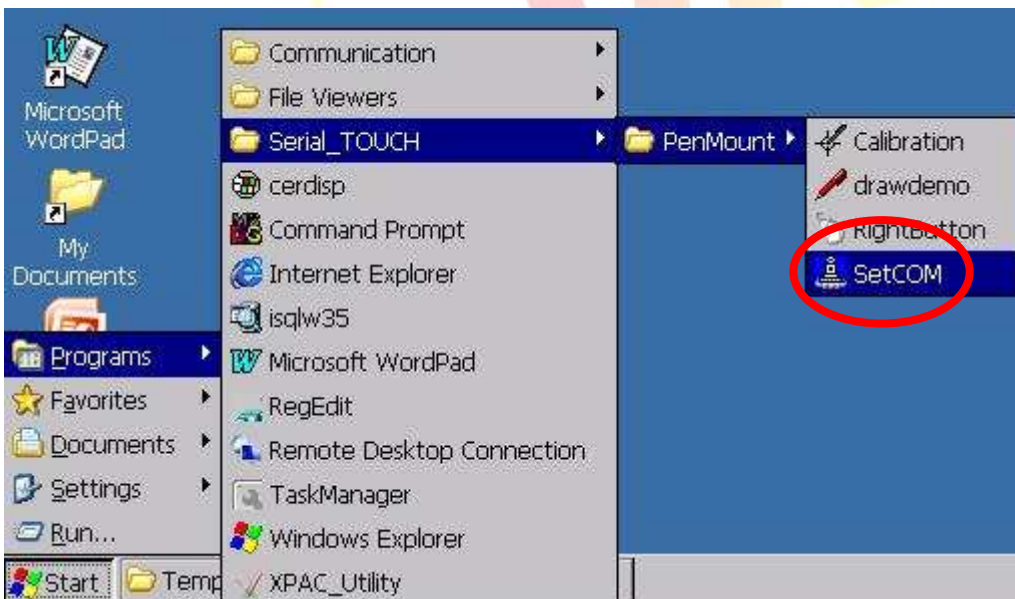 Microsoft
WordPad
My
Documents
Programs
Favorites
Documents
Settings
Run...
Start
Temp
Communication
File Viewers
Serial_TOUCH
cerdisp
Command Prompt
Internet Explorer
isqlw35
Microsoft WordPad
RegEdit
Remote Desktop Connection
TaskManager
Windows Explorer
XPAC_Utility
PenMount
Calibration
drawdemo
RightButton
SetCOM